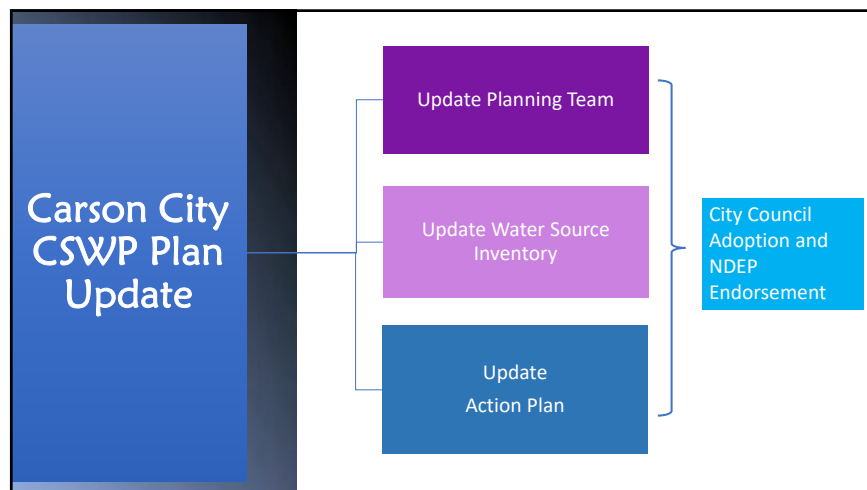 Carson City
CSWP Plan
Update
Update Planning Team
Update Water Source
Inventory
Update
Action Plan
City Council
Adoption and
NDEP
Endorsement